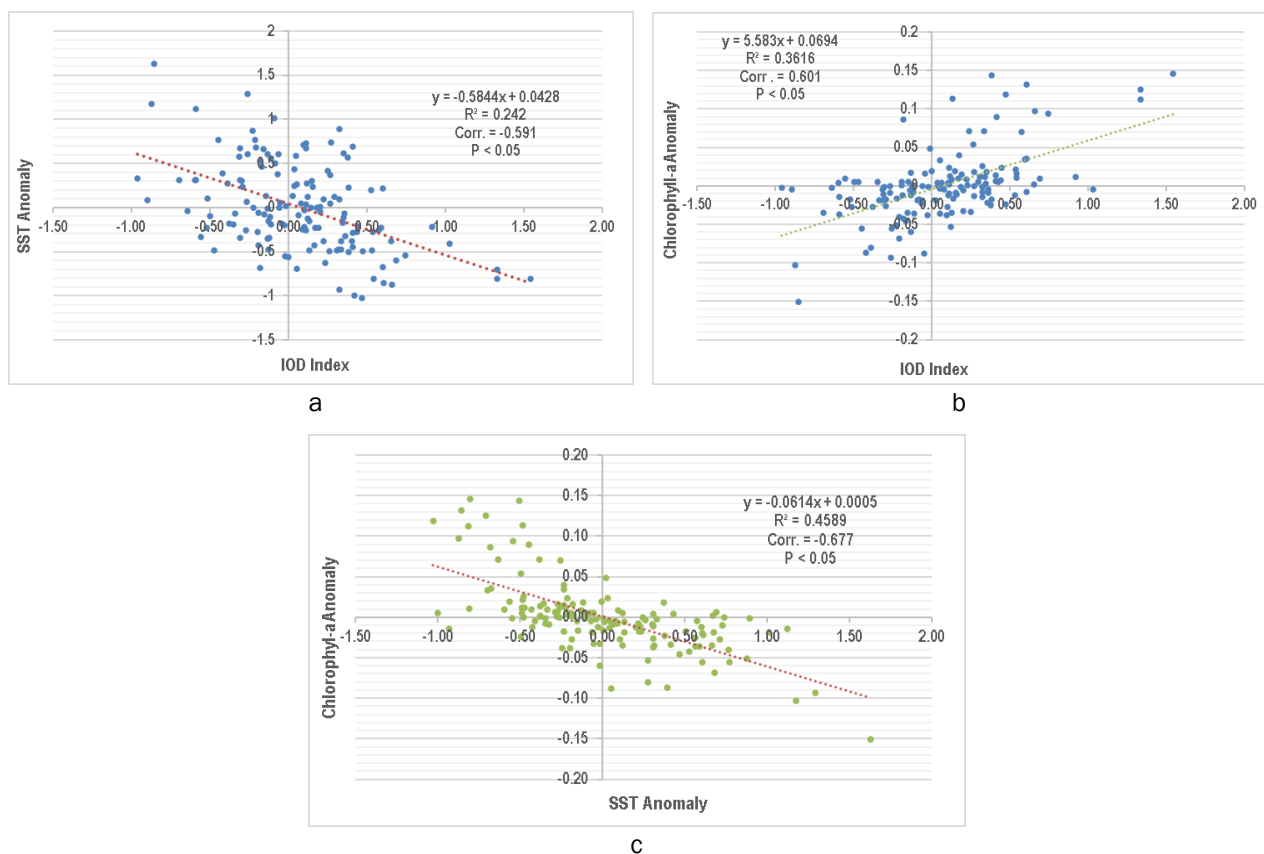 2
1.5
1
0.5
0
-0.5
-1
-1.5
-1.50
-1.00
-0.50
0.00
0.50
1.00
1.50
2.00
y = -0.5844x + 0.0428
R² = 0.242
Corr. = -0.591
P < 0.05
SST Anomaly
IOD Index
a
0.2
0.15
0.1
0.05
0
-0.05
-0.1
-0.15
-0.2
-1.50
-1.00
-0.50
0.00
0.50
1.00
1.50
2.00
y = 5.583x + 0.0694
R² = 0.3616
Corr . = 0.601
P < 0.05
Chlorophyll-a Anomaly
IOD Index
b
0.20
0.15
0.10
0.05
0.00
-0.05
-0.10
-0.15
-0.20
-1.50
-1.00
-0.50
0.00
0.50
1.00
1.50
2.00
y = -0.0614x + 0.0005
R² = 0.4589
Corr. = -0.677
P < 0.05
Chlorophyl-a Anomaly
SST Anomaly
c